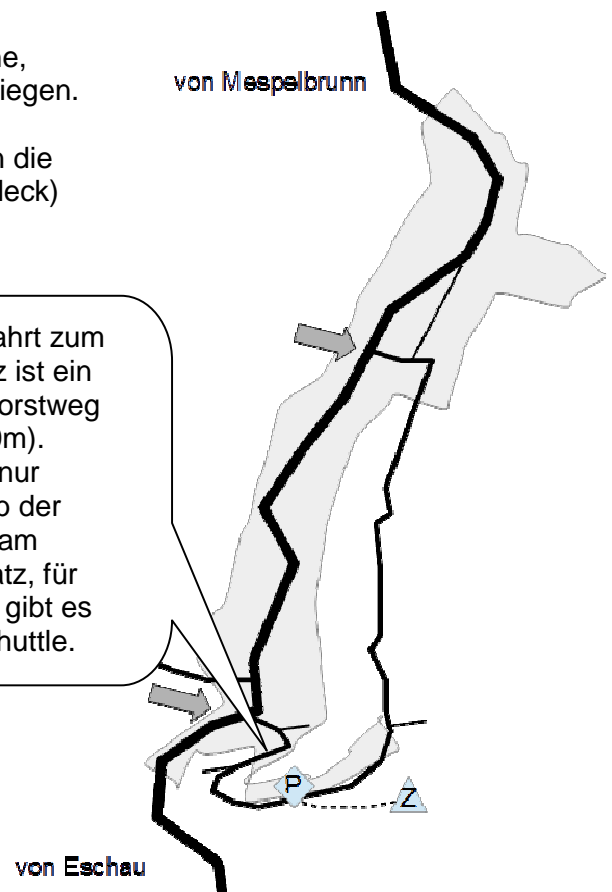 ne,
iegen.
n die
leck)
von Mespelbrunn
ahrt zum
z ist ein
orstweg
0m).
nur
o der
am
atz, für
gibt es
huttle.
P
Z
von Eschau